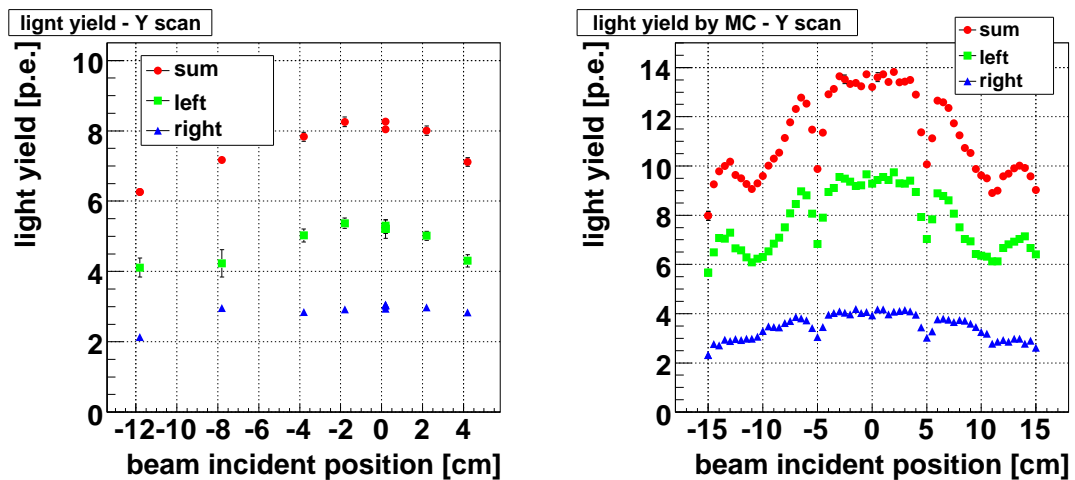 lignt yield - Y scan
light yield [p.e.]
10
8
6
4
2
0
sum
left
right
-12 -10 -8 -6 -4 -2 0 2 4
beam incident position [cm]
light yield by MC - Y scan
light yield [p.e.]
14
12
10
8
6
4
2
0
sum
left
right
-15 -10 -5 0 5 10 15
beam incident position [cm]